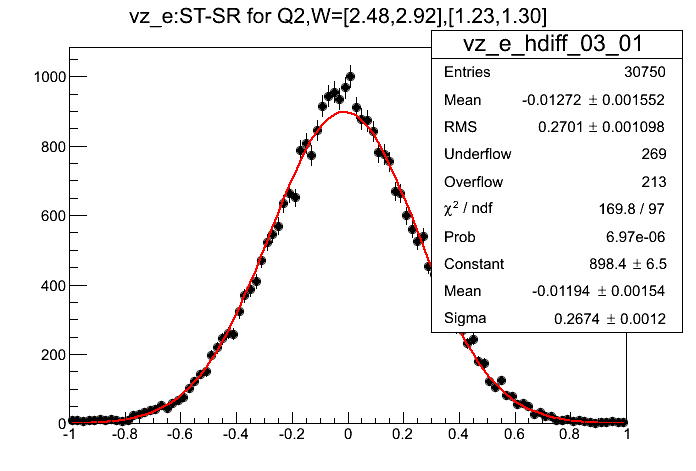 vz_e:ST-SR for Q2,W=[2.48,2.92],[1.23,1.30]
vz_e_hdiff_03_01
Entries 30750
Mean -0.01272 ± 0.001552
RMS 0.2701 ± 0.001098
Underflow 269
Overflow 213
χ² / ndf 169.8 / 97
Prob 6.97e-06
Constant 898.4 ± 6.5
Mean -0.01194 ± 0.00154
Sigma 0.2674 ± 0.0012
1000
800
600
400
200
0
-1 -0.8 -0.6 -0.4 -0.2 0 0.2 0.4 0.6 0.8 1